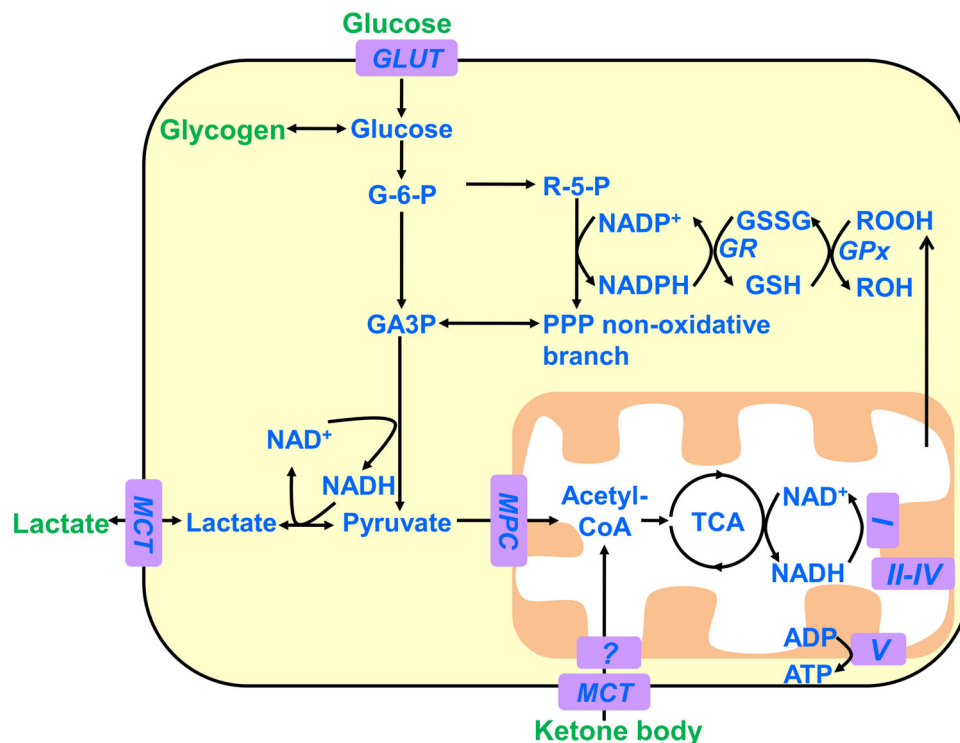 Glucose
GLUT
Glycogen
Glucose
G-6-P
R-5-P
NADP⁺
GSSG
ROOH
GR
GPx
NADPH
GSH
ROH
GA3P
PPP non-oxidative
branch
NAD⁺
NADH
Lactate
MCT
Lactate
Pyruvate
MPC
Acetyl-
CoA
TCA
NAD⁺
I
NADH
II-IV
ADP
V
ATP
?
MCT
Ketone body